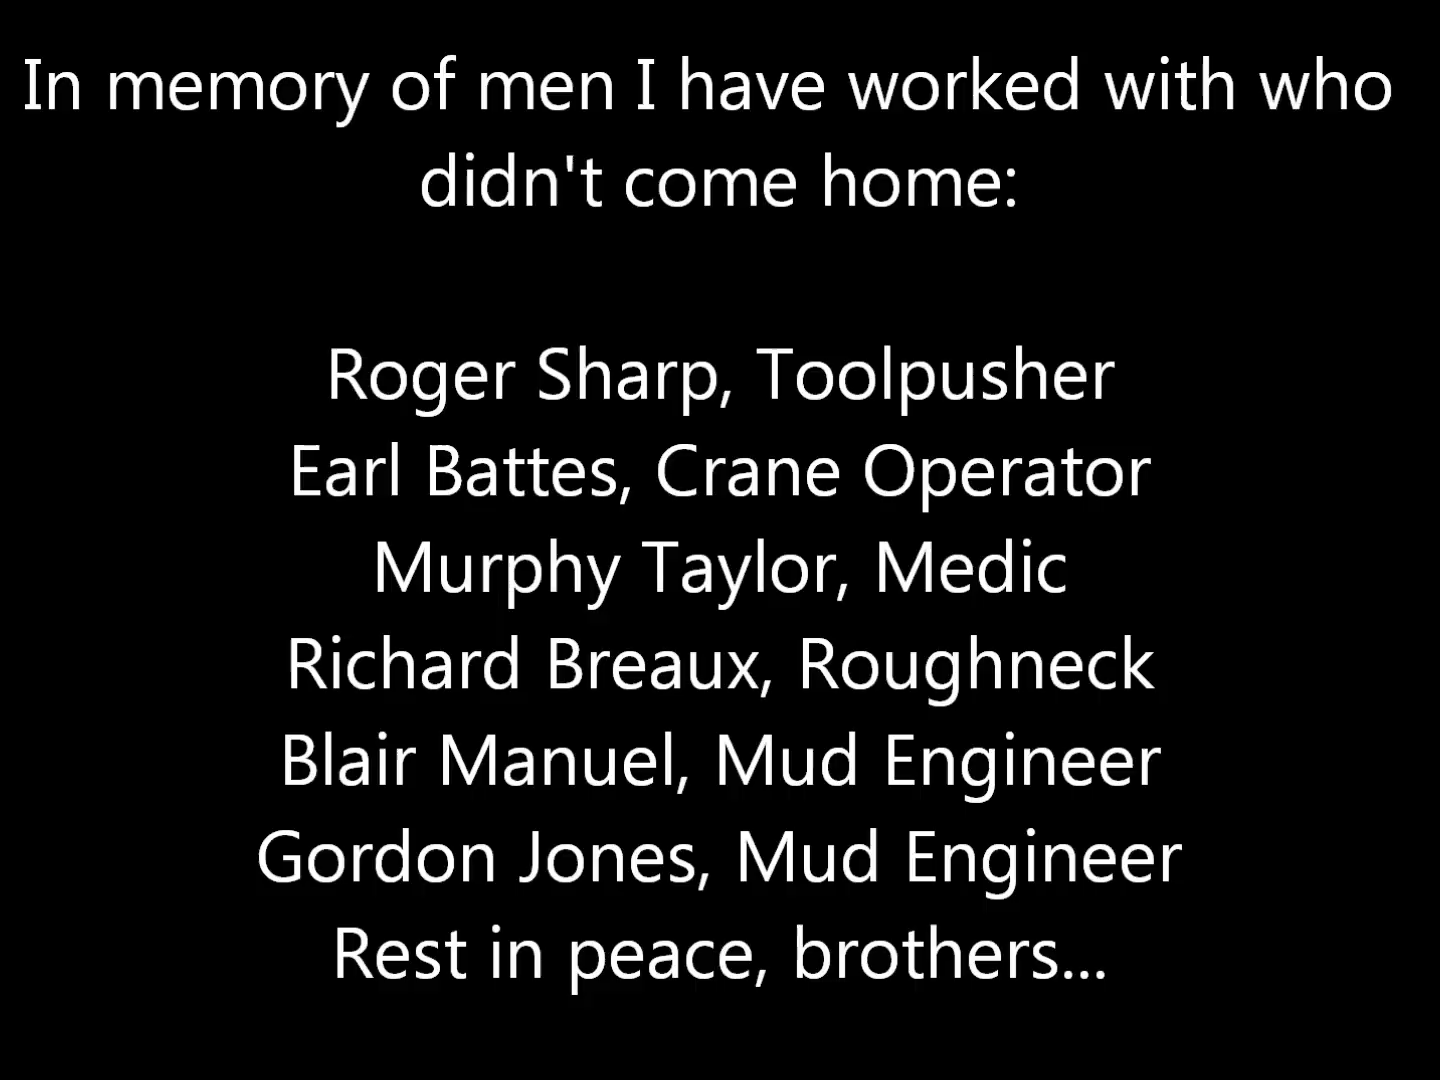 In memory of men I have worked with who
didn't come home:
Roger Sharp, Toolpusher
Earl Battes, Crane Operator
Murphy Taylor, Medic
Richard Breaux, Roughneck
Blair Manuel, Mud Engineer
Gordon Jones, Mud Engineer
Rest in peace, brothers...